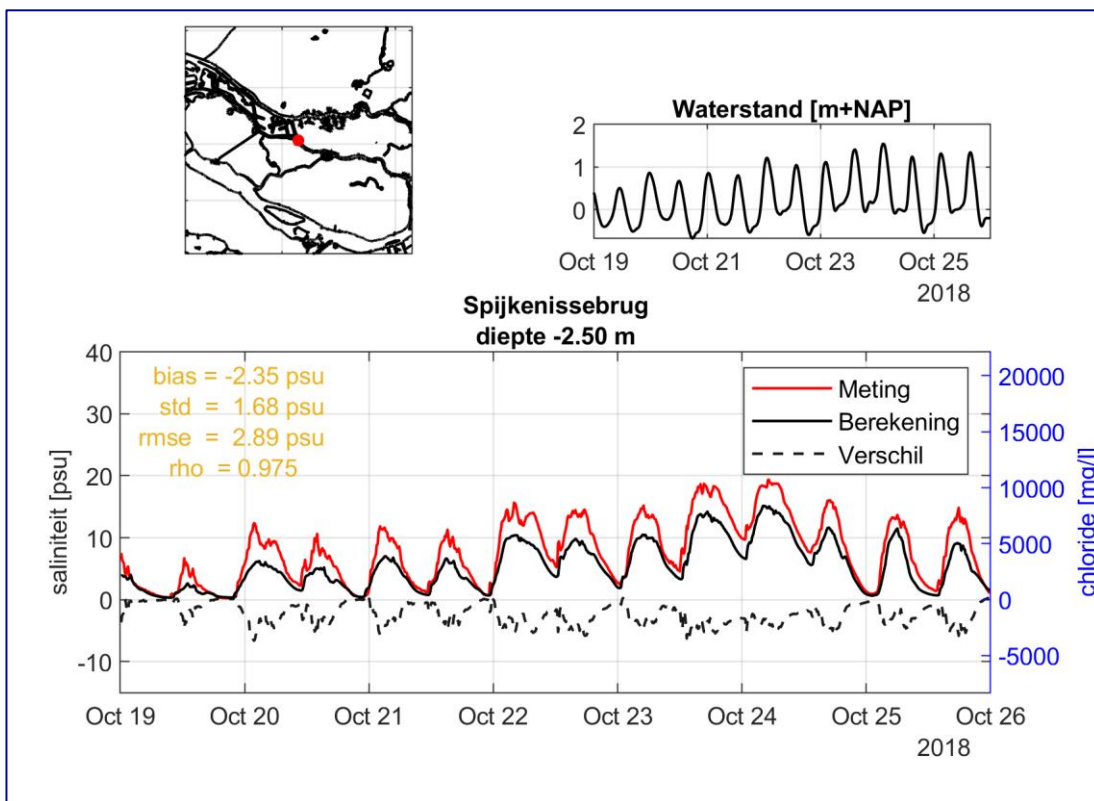 Waterstand [m+NAP]
2
1
0
Oct 19
Oct 21
Oct 23
Oct 25
2018
Spijkenissebrug
diepte -2.50 m
bias = -2.35 psu
std = 1.68 psu
rmse = 2.89 psu
rho = 0.975
Meting
Berekening
Verschil
saliniteit [psu]
40
30
20
10
0
-10
chloride [mg/l]
20000
15000
10000
5000
0
-5000
Oct 19
Oct 20
Oct 21
Oct 22
Oct 23
Oct 24
Oct 25
Oct 26
2018